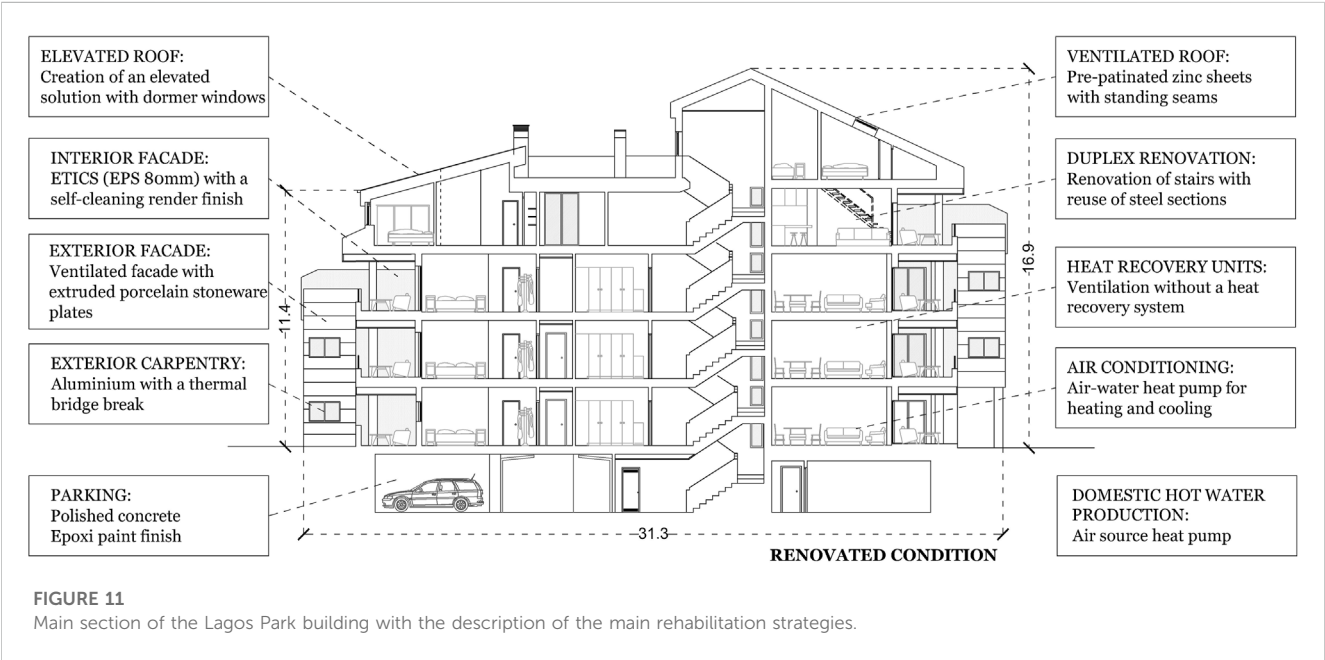 ELEVATED ROOF:
Creation of an elevated
solution with dormer windows
INTERIOR FACADE:
ETICS (EPS 80mm) with a
self-cleaning render finish
EXTERIOR FACADE:
Ventilated facade with
extruded porcelain stoneware
plates
EXTERIOR CARPENTRY:
Aluminium with a thermal
bridge break
PARKING:
Polished concrete
Epoxi paint finish
11.4
31.3
16.9
VENTILATED ROOF:
Pre-patinated zinc sheets
with standing seams
DUPLEX RENOVATION:
Renovation of stairs with
reuse of steel sections
HEAT RECOVERY UNITS:
Ventilation without a heat
recovery system
AIR CONDITIONING:
Air-water heat pump for
heating and cooling
DOMESTIC HOT WATER
PRODUCTION:
Air source heat pump
RENOVATED CONDITION
FIGURE 11
Main section of the Lagos Park building with the description of the main rehabilitation strategies.